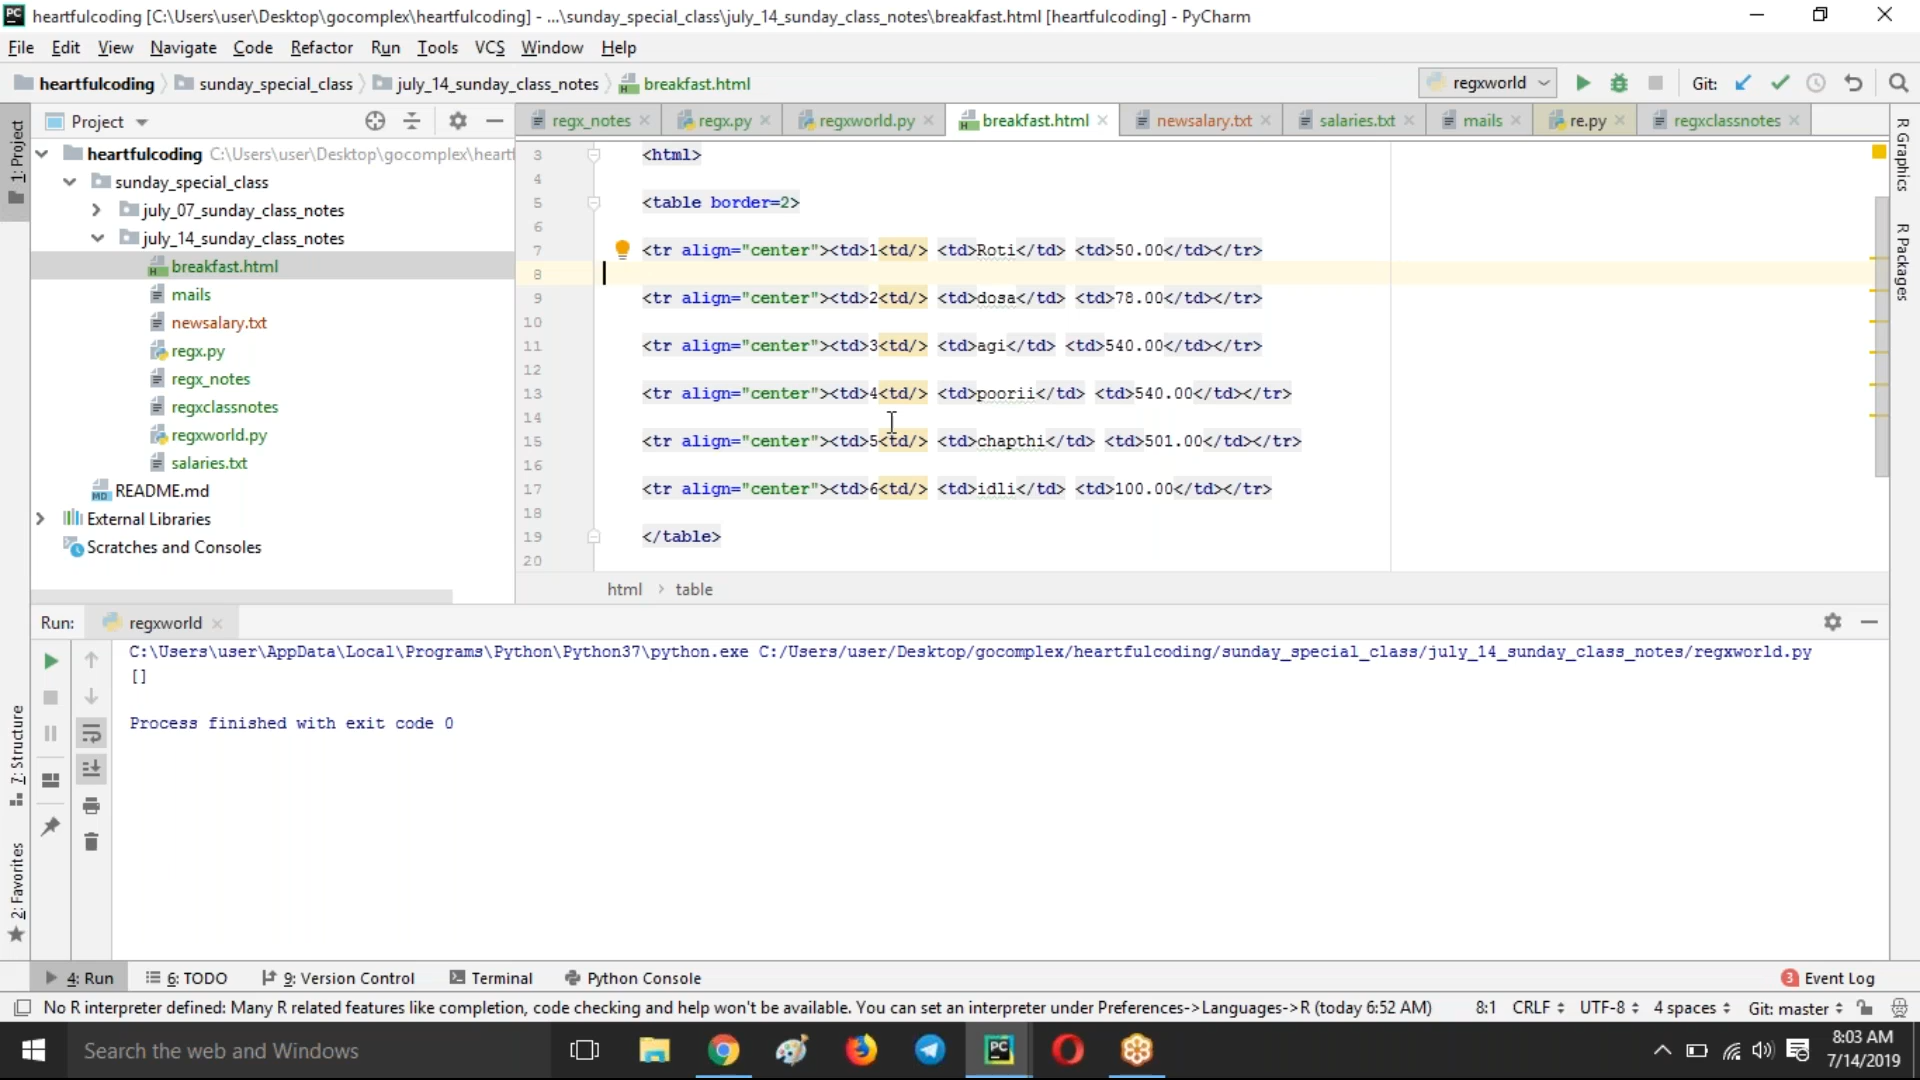 heartfulcoding [C:\Users\user\Desktop\gocomplex\heartfulcoding] - ...\sunday_special_class\july_14_sunday_class_notes\breakfast.html [heartfulcoding] - PyCharm
File Edit View Navigate Code Refactor Run Tools VCS Window Help
heartfulcoding sunday_special_class july_14_sunday_class_notes breakfast.html regxworld Git:
Project
regx_notes regx.py regxworld.py breakfast.html newsalary.txt salaries.txt mails re.py regxclassnotes
1: Project
7: Structure
2: Favorites
heartfulcoding C:\Users\user\Desktop\gocomplex\heartf
sunday_special_class
july_07_sunday_class_notes
july_14_sunday_class_notes
breakfast.html
mails
newsalary.txt
regx.py
regx_notes
regxclassnotes
regxworld.py
salaries.txt
README.md
External Libraries
Scratches and Consoles
3 <html>
4
5 <table border=2>
6
7 <tr align="center"><td>1<td/> <td>Roti</td> <td>50.00</td></tr>
8
9 <tr align="center"><td>2<td/> <td>dosa</td> <td>78.00</td></tr>
10
11 <tr align="center"><td>3<td/> <td>agi</td> <td>540.00</td></tr>
12
13 <tr align="center"><td>4<td/> <td>poorii</td> <td>540.00</td></tr>
14
15 <tr align="center"><td>5<td/> <td>chapthi</td> <td>501.00</td></tr>
16
17 <tr align="center"><td>6<td/> <td>idli</td> <td>100.00</td></tr>
18
19 </table>
20
html table
R Graphics
R Packages
Run: regxworld
C:\Users\user\AppData\Local\Programs\Python\Python37\python.exe C:/Users/user/Desktop/gocomplex/heartfulcoding/sunday_special_class/july_14_sunday_class_notes/regxworld.py
[]
Process finished with exit code 0
4: Run 6: TODO 9: Version Control Terminal Python Console 3 Event Log
No R interpreter defined: Many R related features like completion, code checking and help won't be available. You can set an interpreter under Preferences->Languages->R (today 6:52 AM) 8:1 CRLF UTF-8 4 spaces Git: master
Search the web and Windows
8:03 AM
7/14/2019